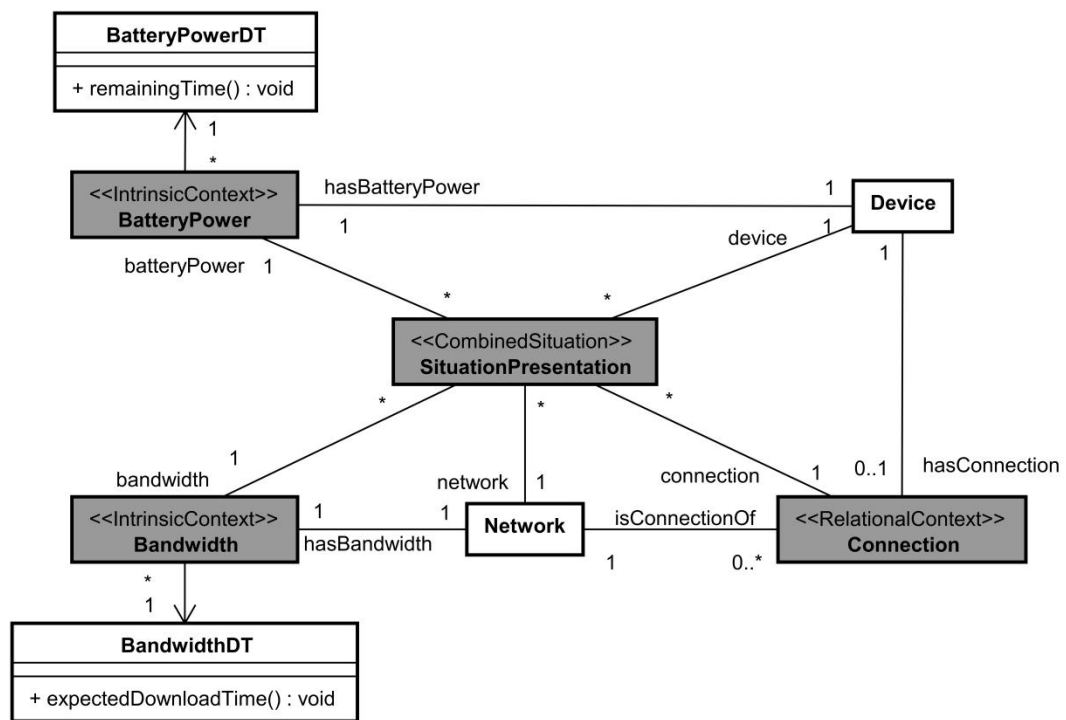 BatteryPowerDT
+ remainingTime() : void
1
*
<<IntrinsicContext>>
BatteryPower
hasBatteryPower
1
1
Device
1
1
device
batteryPower
1
*
*
<<CombinedSituation>>
SituationPresentation
*
*
*
bandwidth
1
network
1
connection
1
0..1
hasConnection
<<IntrinsicContext>>
Bandwidth
1
1
hasBandwidth
Network
isConnectionOf
1
0..*
<<RelationalContext>>
Connection
*
1
BandwidthDT
+ expectedDownloadTime() : void